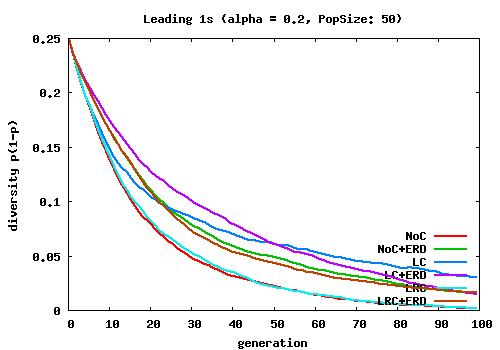 Leading 1s (alpha = 0.2, PopSize: 50)
0.25
0.2
0.15
0.1
0.05
0
diversity p(1-p)
NoC
NoC+ERD
LC
LC+ERD
LRC
LRC+ERD
0 10 20 30 40 50 60 70 80 90 100
generation